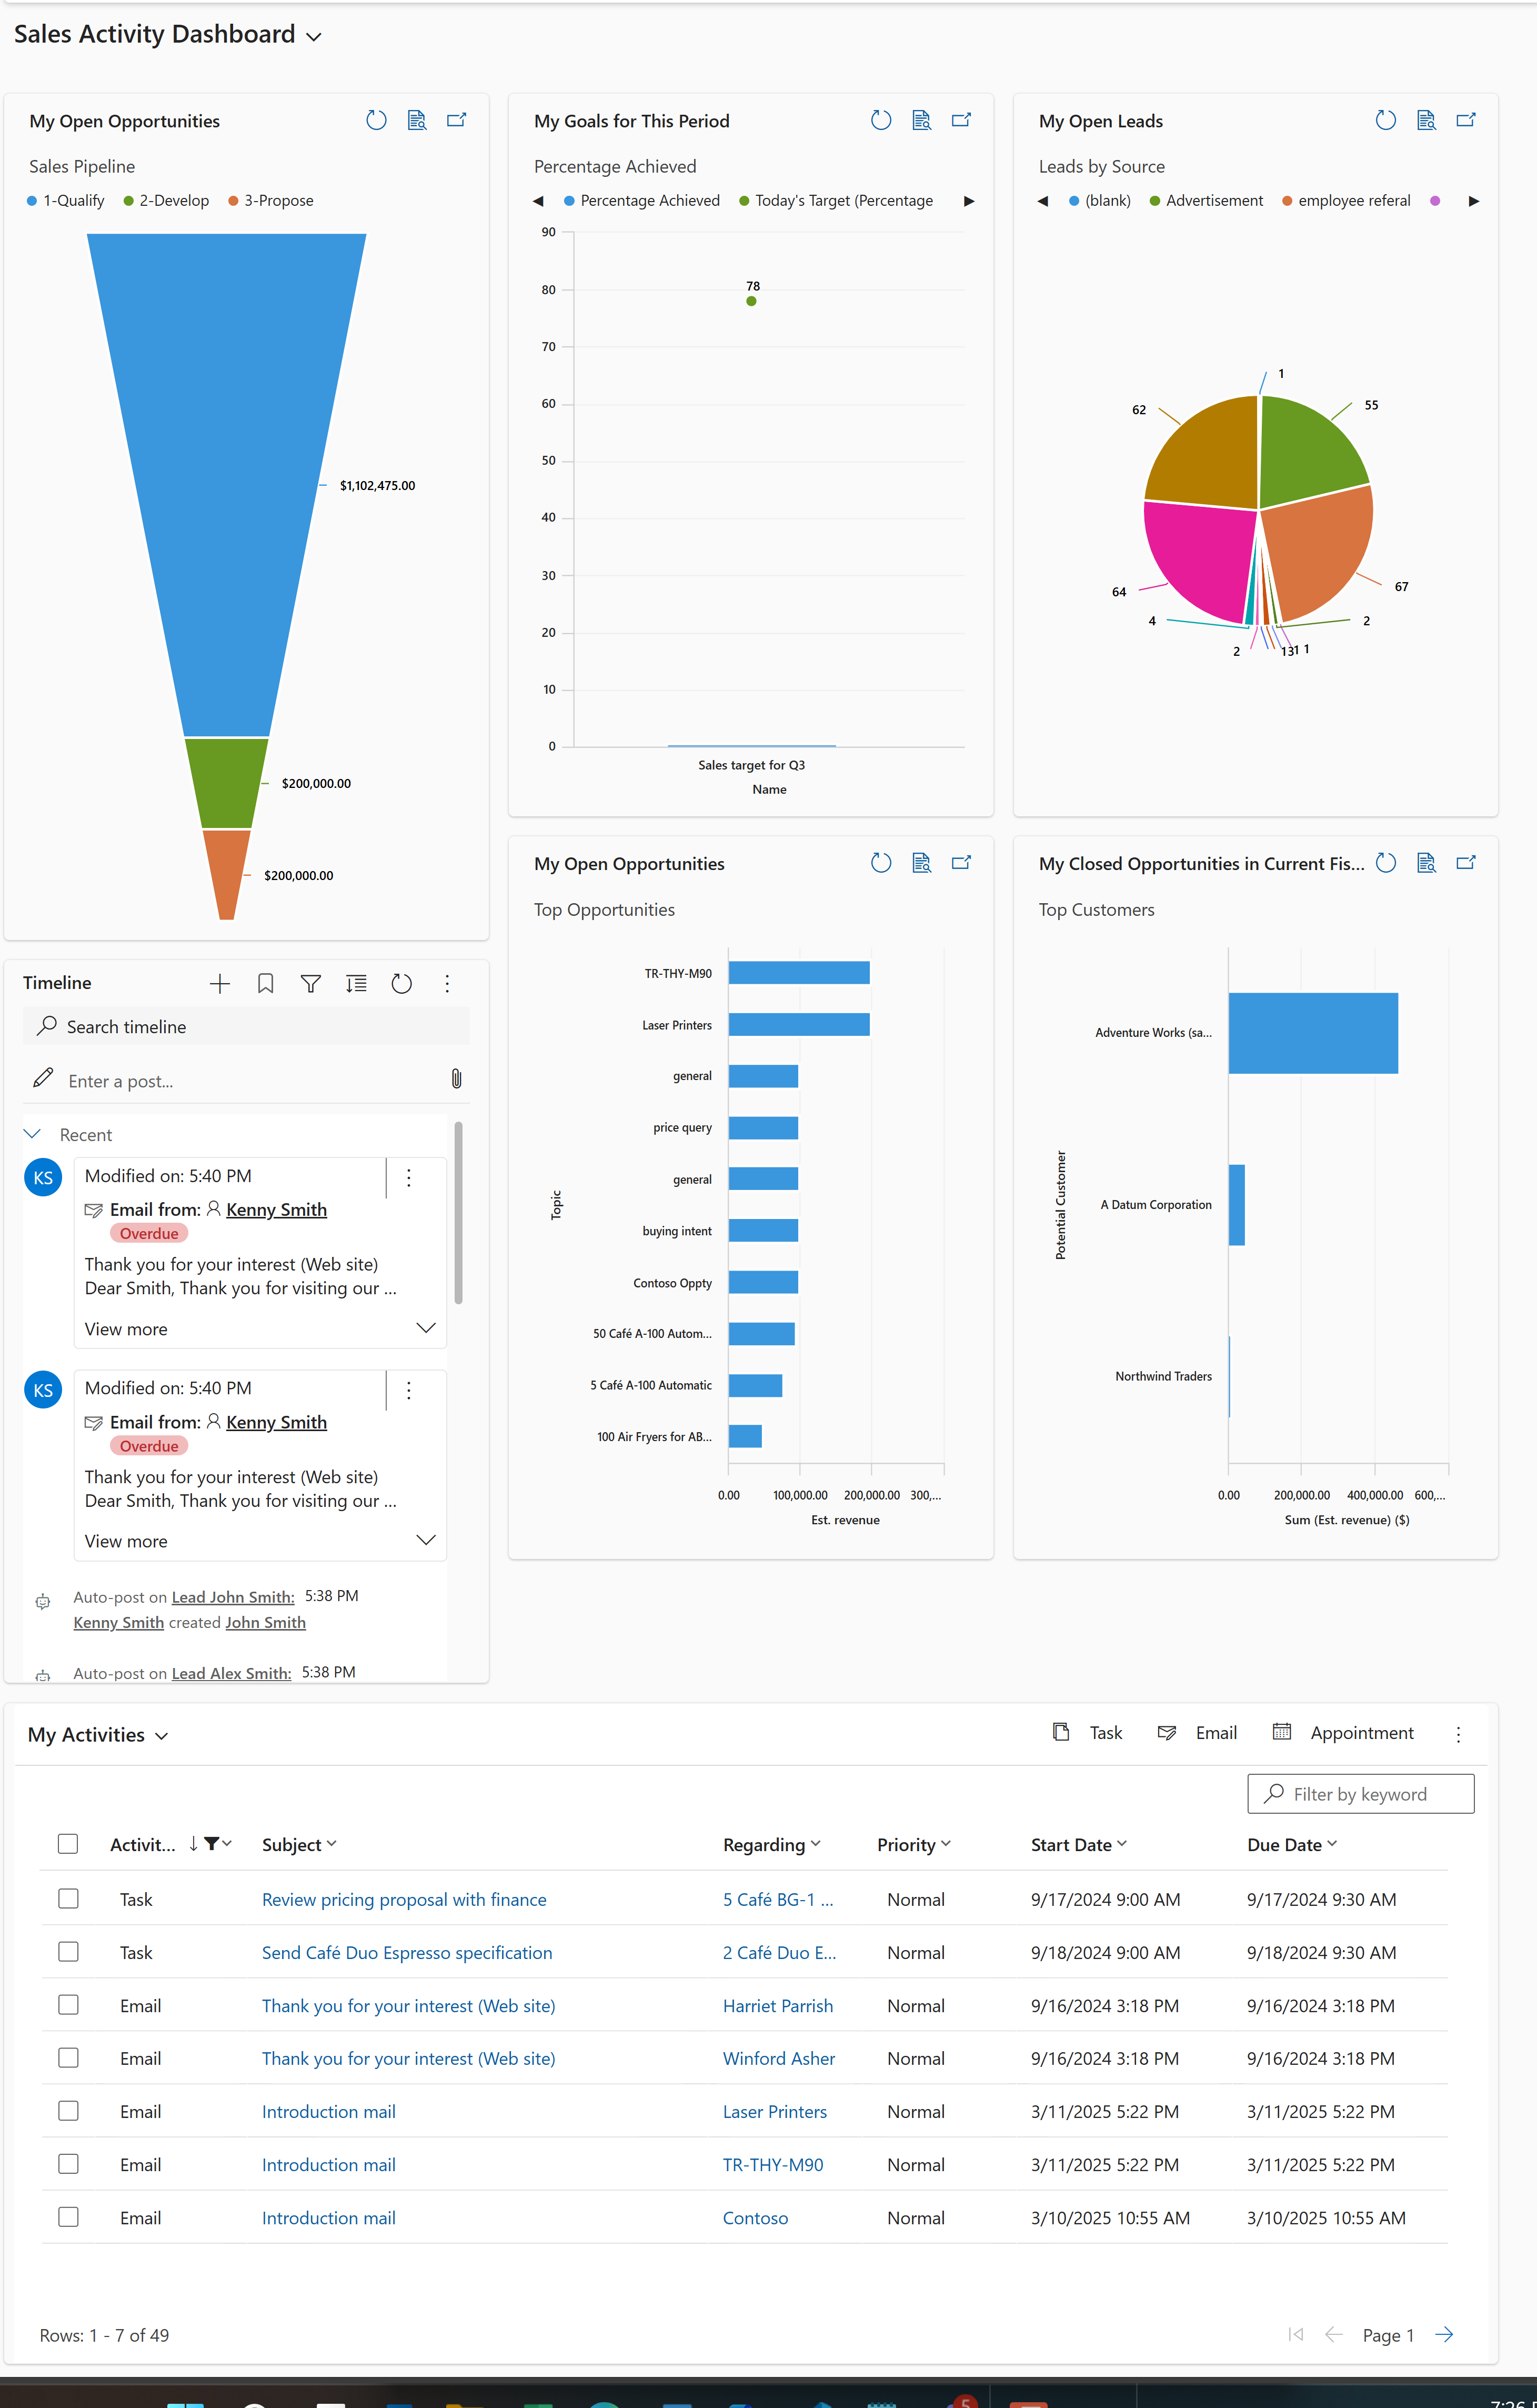 Sales Activity Dashboard
My Open Opportunities
Sales Pipeline
1-Qualify 2-Develop 3-Propose
$1,102,475.00
$200,000.00
$200,000.00
My Goals for This Period
Percentage Achieved
Percentage Achieved Today's Target (Percentage
90
80
70
60
50
40
30
20
10
0
78
Sales target for Q3
Name
My Open Leads
Leads by Source
(blank) Advertisement employee referal
1
55
62
67
64
4
2
2
1 3 1 1
Timeline
Search timeline
Enter a post...
Recent
KS
Modified on: 5:40 PM
Email from: Kenny Smith
Overdue
Thank you for your interest (Web site)
Dear Smith, Thank you for visiting our ...
View more
KS
Modified on: 5:40 PM
Email from: Kenny Smith
Overdue
Thank you for your interest (Web site)
Dear Smith, Thank you for visiting our ...
View more
Auto-post on Lead John Smith: 5:38 PM
Kenny Smith created John Smith
Auto-post on Lead Alex Smith: 5:38 PM
My Open Opportunities
Top Opportunities
Topic
TR-THY-M90
Laser Printers
general
price query
general
buying intent
Contoso Oppty
50 Café A-100 Autom...
5 Café A-100 Automatic
100 Air Fryers for AB...
0.00 100,000.00 200,000.00 300,...
Est. revenue
My Closed Opportunities in Current Fis...
Top Customers
Potential Customer
Adventure Works (sa...
A Datum Corporation
Northwind Traders
0.00 200,000.00 400,000.00 600,...
Sum (Est. revenue) ($)
My Activities
Task Email Appointment
Filter by keyword
Activit... Subject Regarding Priority Start Date Due Date
Task Review pricing proposal with finance 5 Café BG-1 ... Normal 9/17/2024 9:00 AM 9/17/2024 9:30 AM
Task Send Café Duo Espresso specification 2 Café Duo E... Normal 9/18/2024 9:00 AM 9/18/2024 9:30 AM
Email Thank you for your interest (Web site) Harriet Parrish Normal 9/16/2024 3:18 PM 9/16/2024 3:18 PM
Email Thank you for your interest (Web site) Winford Asher Normal 9/16/2024 3:18 PM 9/16/2024 3:18 PM
Email Introduction mail Laser Printers Normal 3/11/2025 5:22 PM 3/11/2025 5:22 PM
Email Introduction mail TR-THY-M90 Normal 3/11/2025 5:22 PM 3/11/2025 5:22 PM
Email Introduction mail Contoso Normal 3/10/2025 10:55 AM 3/10/2025 10:55 AM
Rows: 1 - 7 of 49
Page 1
5